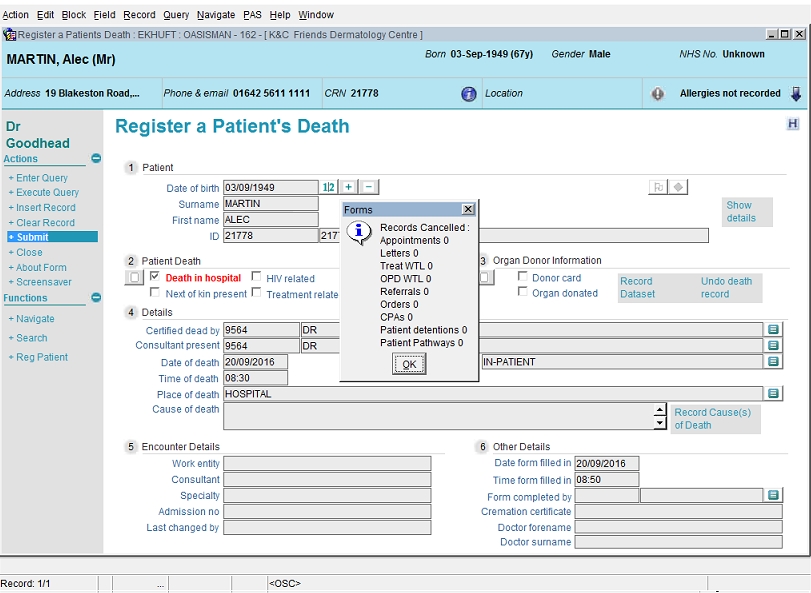 Action Edit Block Field Record Query Navigate PAS Help Window
Register a Patients Death : EKHUFT : OASISMAN - 162 - [ K&C Friends Dermatology Centre ]
MARTIN, Alec (Mr) Born 03-Sep-1949 (67y) Gender Male NHS No. Unknown
Address 19 Blakeston Road,... Phone & email 01642 5611 1111 CRN 21778 Location Allergies not recorded
Dr
Goodhead
Actions
+ Enter Query
+ Execute Query
+ Insert Record
+ Clear Record
+ Submit
+ Close
+ About Form
+ Screensaver
Functions
+ Navigate
+ Search
+ Reg Patient
Register a Patient's Death H
1 Patient
Date of birth 03/09/1949 1|2 + −
Surname MARTIN
First name ALEC
ID 21778 217
Show
details
2 Patient Death
Death in hospital HIV related
Next of kin present Treatment relate
3 Organ Donor Information
Donor card
Organ donated
Record
Dataset
Undo death
record
4 Details
Certified dead by 9564 DR
Consultant present 9564 DR
Date of death 20/09/2016 IN-PATIENT
Time of death 08:30
Place of death HOSPITAL
Cause of death
Record Cause(s)
of Death
Forms
Records Cancelled :
Appointments 0
Letters 0
Treat WTL 0
OPD WTL 0
Referrals 0
Orders 0
CPAs 0
Patient detentions 0
Patient Pathways 0
OK
5 Encounter Details
Work entity
Consultant
Specialty
Admission no
Last changed by
6 Other Details
Date form filled in 20/09/2016
Time form filled in 08:50
Form completed by
Cremation certificate
Doctor forename
Doctor surname
Record: 1/1 ... <OSC>